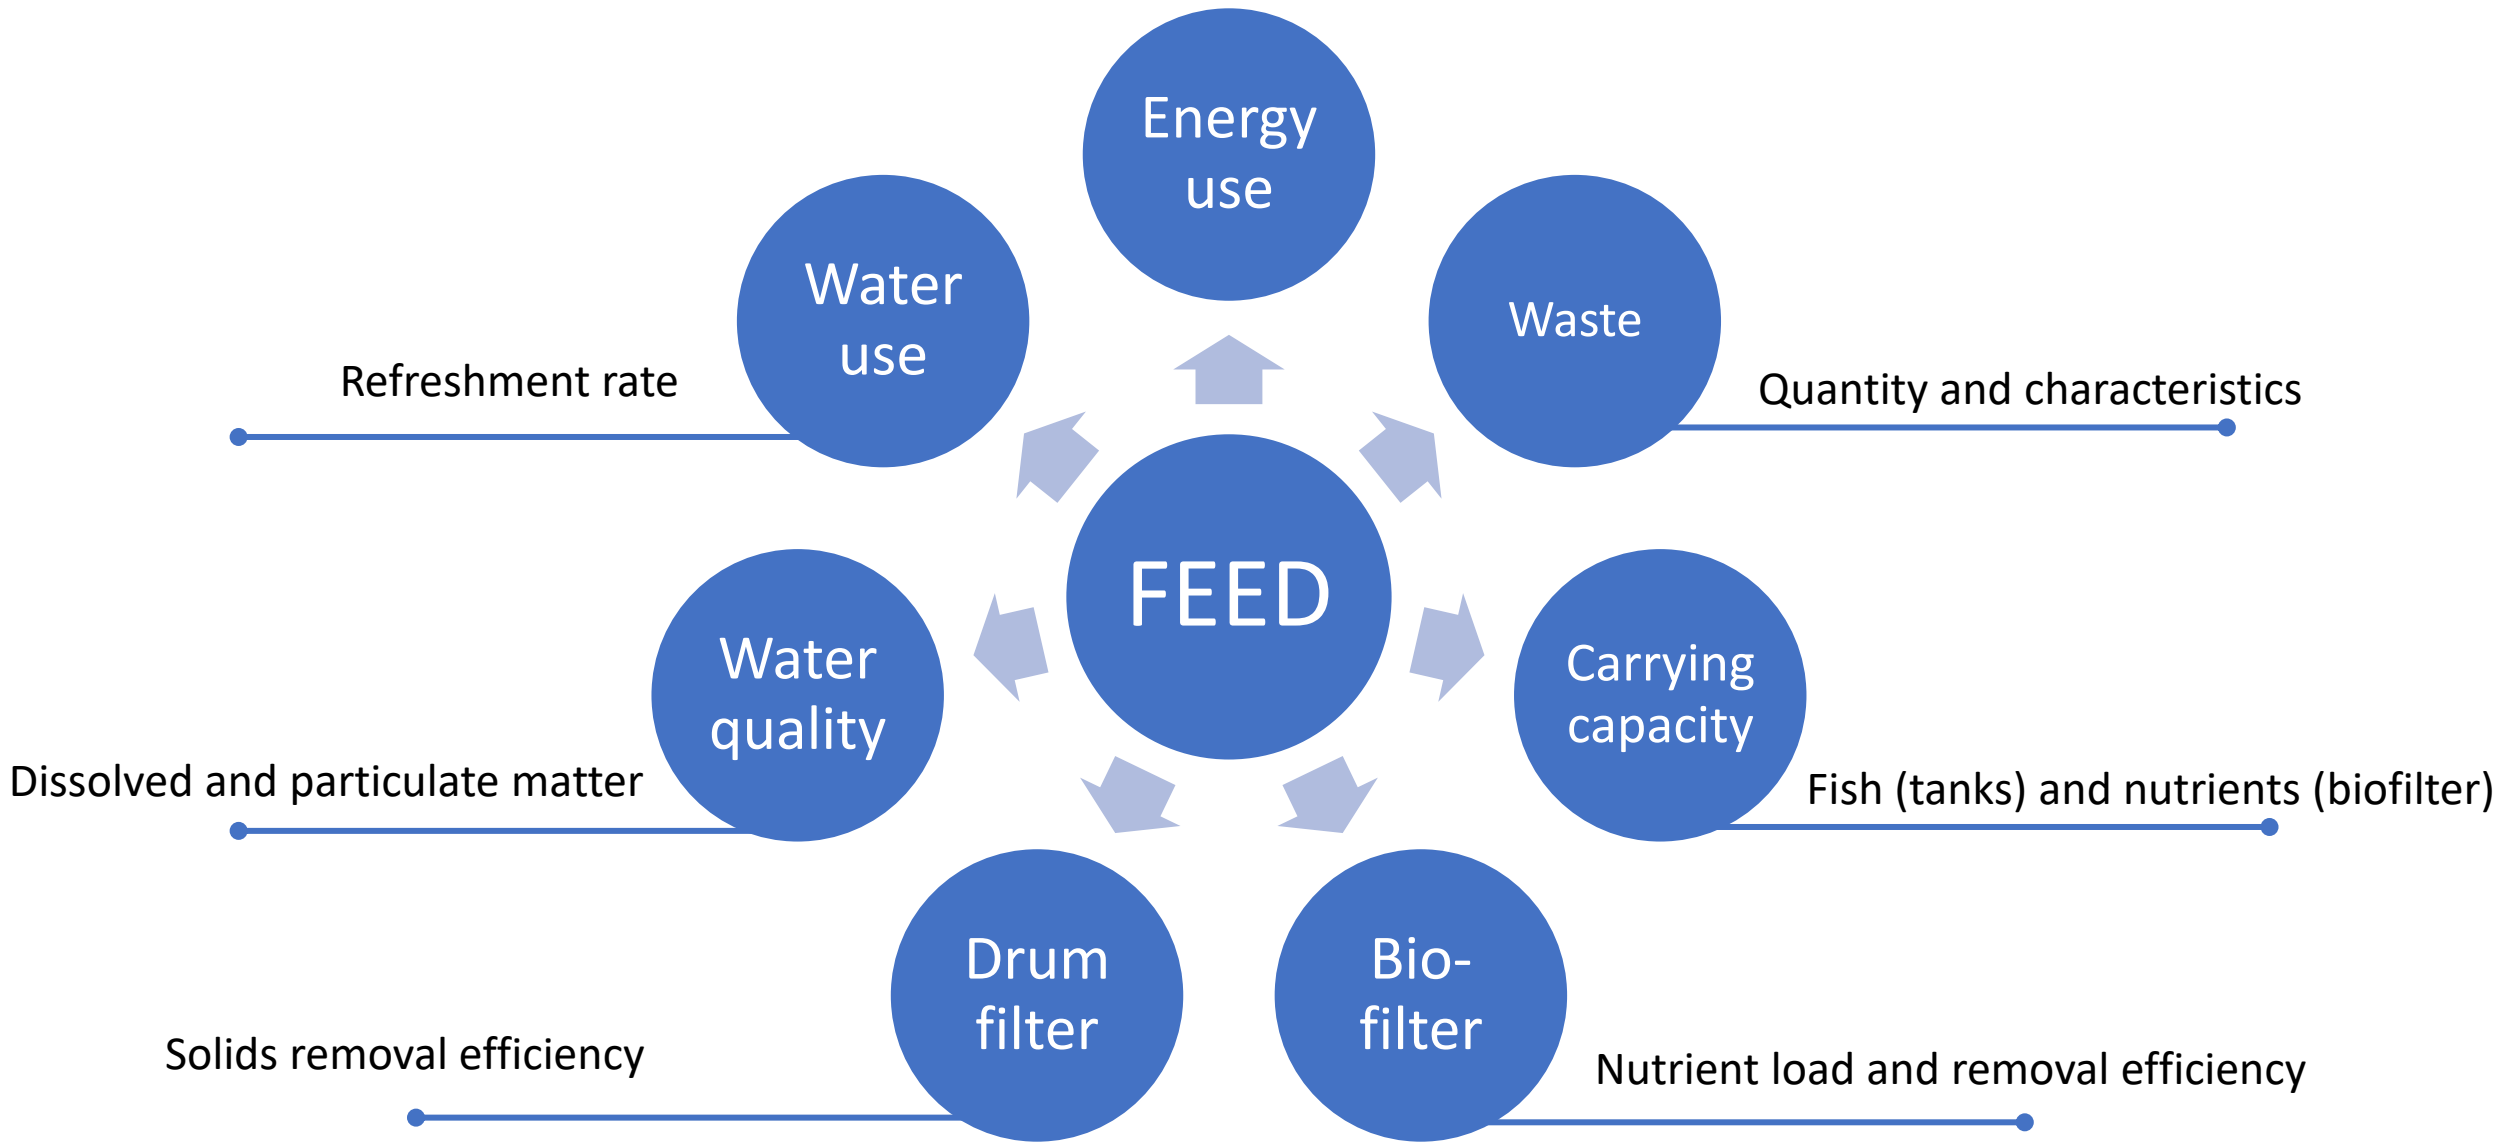 Energy
use
Water
use
Waste
Refreshment rate
Quantity and characteristics
FEED
Water
quality
Carrying
capacity
Dissolved and particulate matter
Fish (tanks) and nutrients (biofilter)
Drum
filter
Bio-
filter
Solids removal efficiency
Nutrient load and removal efficiency